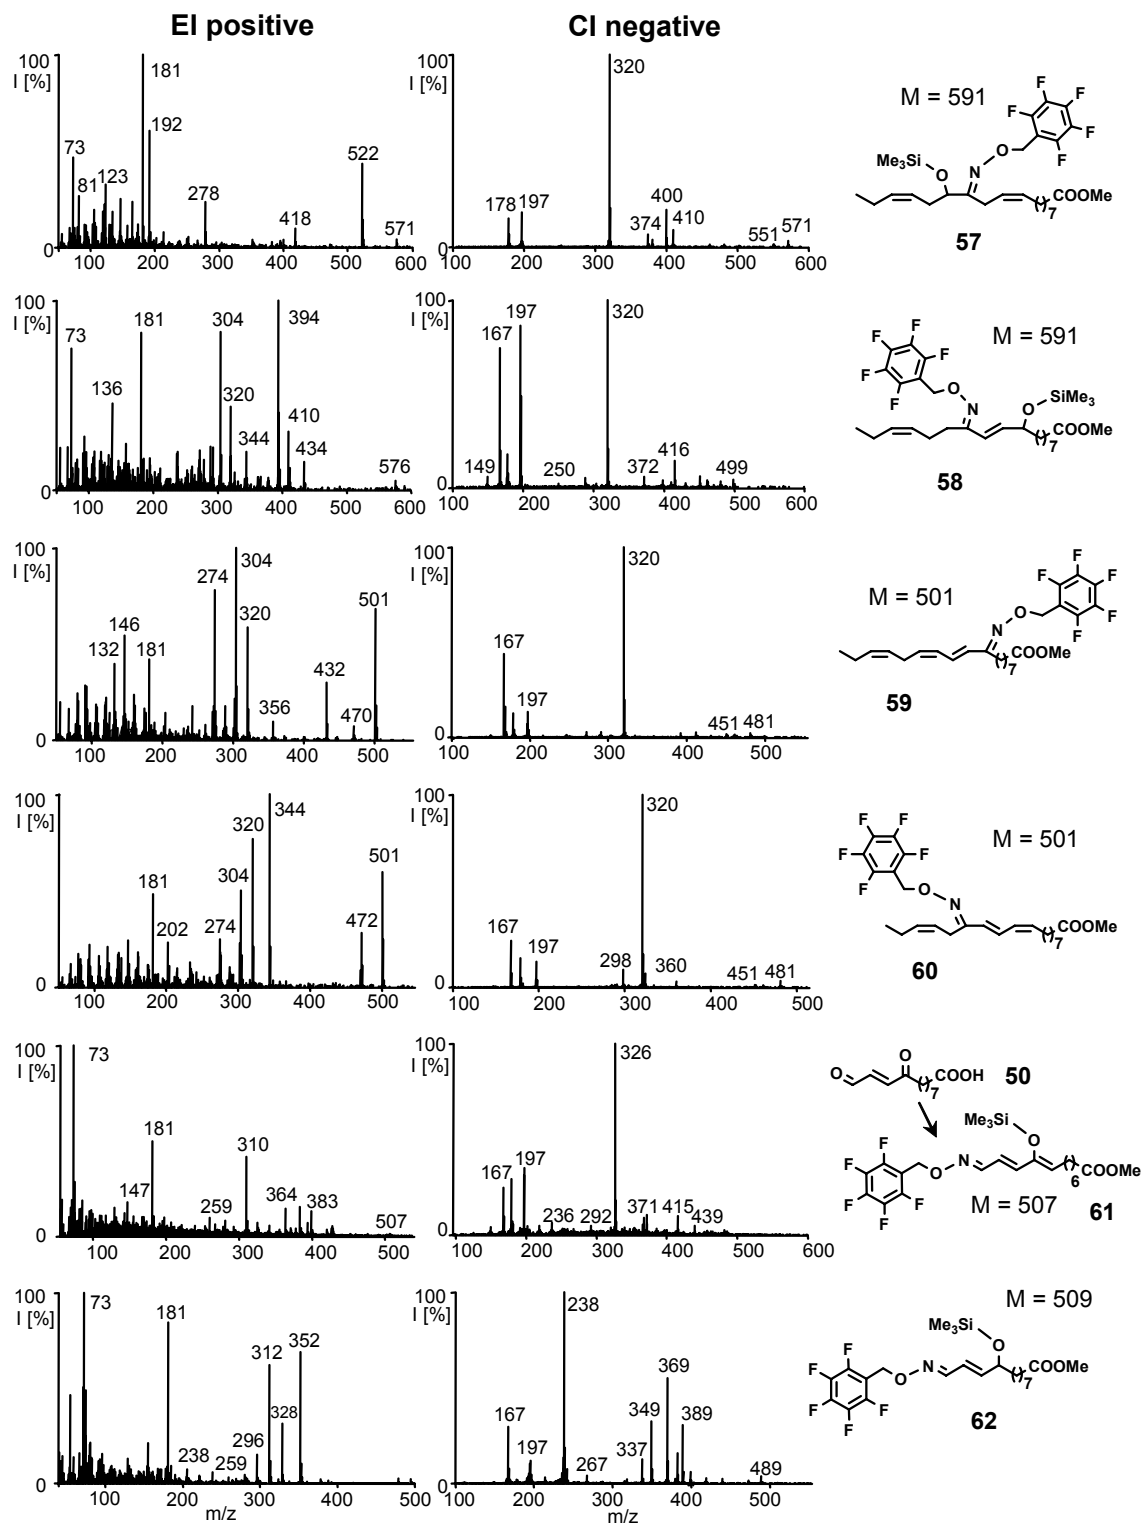 EI positive
CI negative
100
I [%]
181
192
73
81
123
278
418
522
571
0
100 200 300 400 500 600
100
I [%]
320
178
197
374
400
410
551
571
0
100 200 300 400 500 600
M = 591
F
F
F
F
F
Me₃Si
O
N
O
COOMe
( )7
57
100
I [%]
73
136
181
304
320
344
394
410
434
576
0
100 200 300 400 500 600
100
I [%]
149
167
197
250
320
372
416
499
0
100 200 300 400 500 600
M = 591
F
F
F
F
F
O
N
O
SiMe₃
COOMe
( )7
58
100
I [%]
132
146
181
274
304
320
356
432
470
501
0
100 200 300 400 500
100
I [%]
167
197
320
451
481
0
100 200 300 400 500
M = 501
F
F
F
F
F
N
O
COOMe
( )7
59
100
I [%]
181
202
274
304
320
344
472
501
0
100 200 300 400 500
100
I [%]
167
197
298
320
360
451
481
0
100 200 300 400 500
M = 501
F
F
F
F
F
O
N
COOMe
( )7
60
100
I [%]
73
147
181
259
310
364
383
507
0
100 200 300 400 500
100
I [%]
167
197
236
292
326
371
415
439
0
100 200 300 400 500 600
O
O
COOH
( )7
50
Me₃Si
O
F
F
F
F
F
O
N
COOMe
( )6
M = 507
61
100
I [%]
73
181
238
259
296
312
328
352
0
100 200 300 400 500
m/z
100
I [%]
167
197
238
267
337
349
369
389
489
0
100 200 300 400 500
m/z
M = 509
Me₃Si
O
F
F
F
F
F
O
N
COOMe
( )7
62